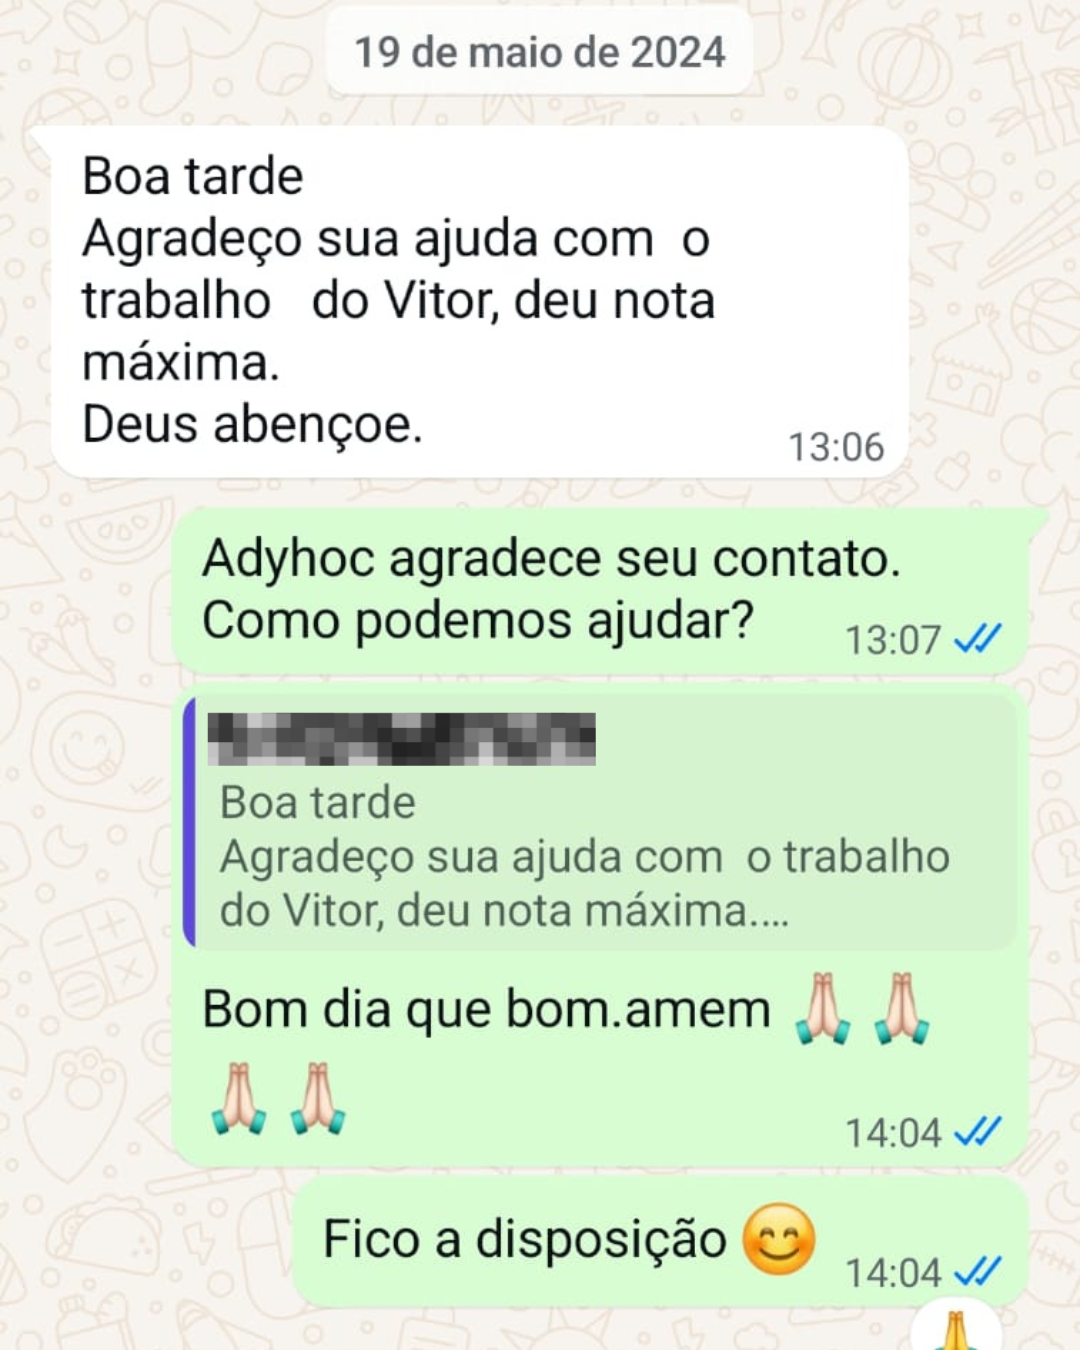 19 de maio de 2024
Boa tarde
Agradeço sua ajuda com  o
trabalho   do Vitor, deu nota
máxima.
Deus abençoe.
13:06
Adyhoc agradece seu contato.
Como podemos ajudar?
13:07
Boa tarde
Agradeço sua ajuda com  o trabalho
do Vitor, deu nota máxima....
Bom dia que bom.amem 🙏🏻 🙏🏻
🙏🏻 🙏🏻
14:04
Fico a disposição 😊
14:04
🙏